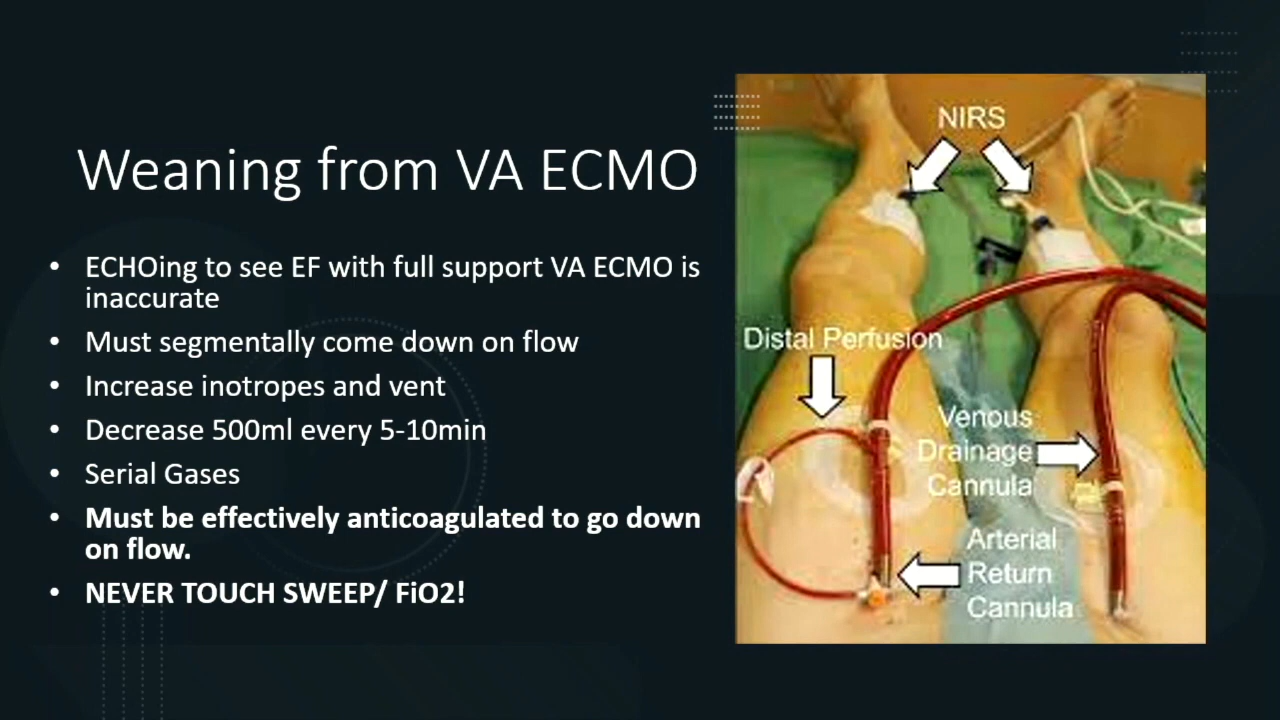 Weaning from VA ECMO
• ECHOing to see EF with full support VA ECMO is
inaccurate
• Must segmentally come down on flow
• Increase inotropes and vent
• Decrease 500ml every 5-10min
• Serial Gases
• Must be effectively anticoagulated to go down
on flow.
• NEVER TOUCH SWEEP/ FiO2!
NIRS
Distal Perfusion
Venous
Drainage
Cannula
Arterial
Return
Cannula